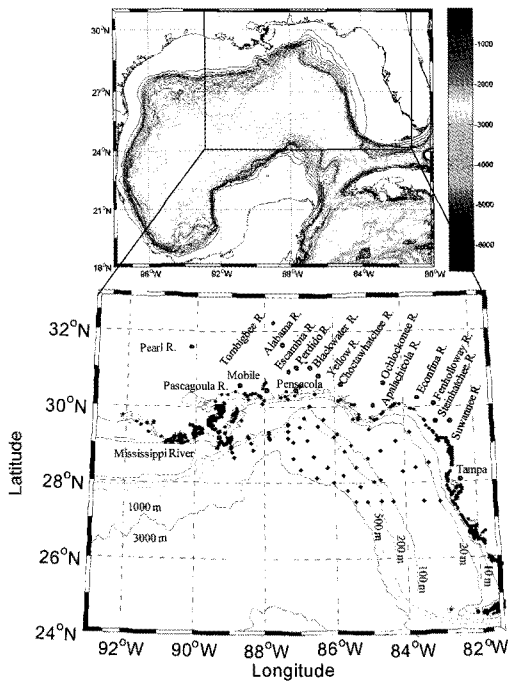 30°N
27°N
24°N
21°N
18°N
96°W
92°W
88°W
84°W
80°W
-1000
-2000
-3000
-4000
-5000
-6000
32°N
30°N
28°N
26°N
24°N
Latitude
Pearl R.
Tombigbee R.
Alabama R.
Escambia R.
Perdido R.
Blackwater R.
Yellow R.
Choctawhatchee R.
Ochlockonee R.
Apalachicola R.
Econfina R.
Fenholloway R.
Steinhatchee R.
Suwannee R.
Pascagoula R.
Mobile
Pensacola
Mississippi River
Tampa
1000 m
3000 m
500 m
200 m
100 m
20 m
10 m
92°W
90°W
88°W
86°W
84°W
82°W
Longitude